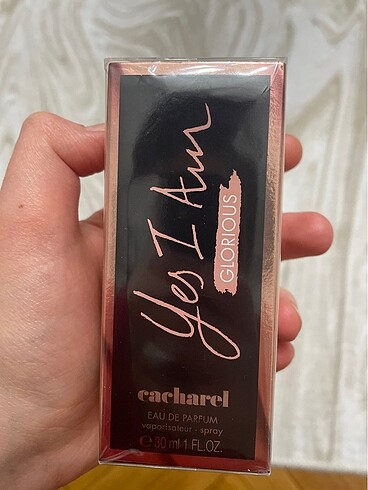 Yes I Am
GLORIOUS
cacharel
EAU DE PARFUM
vaporisateur - spray
℮ 30 ml 1 FL.OZ.